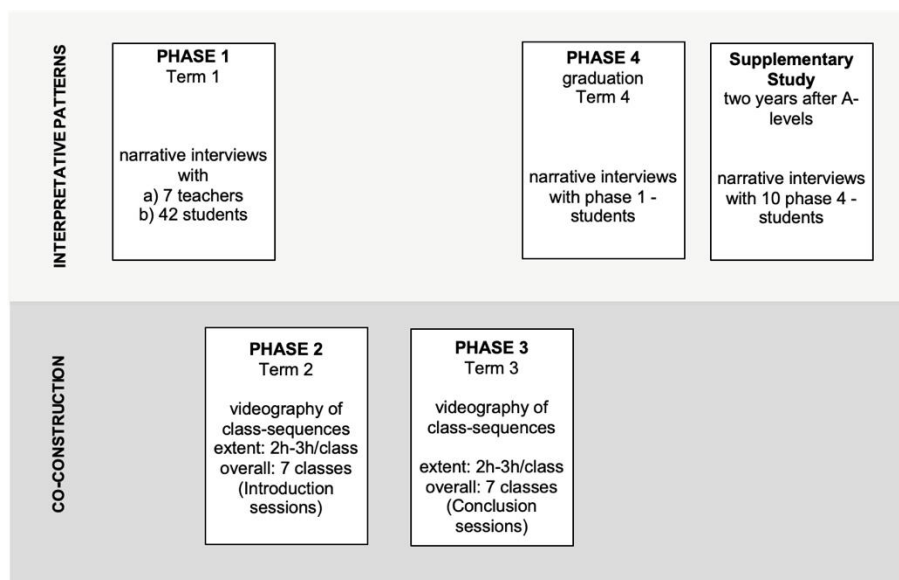 INTERPRETATIVE PATTERNS
PHASE 1
Term 1
narrative interviews
with
a) 7 teachers
b) 42 students
PHASE 4
graduation
Term 4
narrative interviews
with phase 1 -
students
Supplementary
Study
two years after A-
levels
narrative interviews
with 10 phase 4 -
students
CO-CONSTRUCTION
PHASE 2
Term 2
videography of
class-sequences
extent: 2h-3h/class
overall: 7 classes
(Introduction
sessions)
PHASE 3
Term 3
videography of
class-sequences
extent: 2h-3h/class
overall: 7 classes
(Conclusion
sessions)